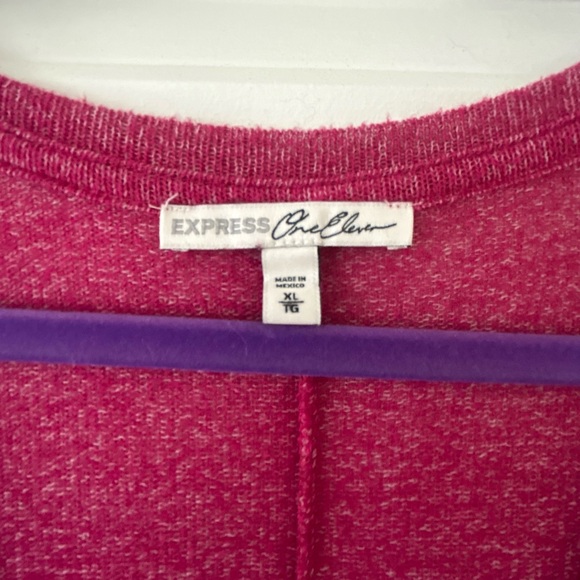 EXPRESS One Eleven
MADE IN
MEXICO
XL
TG